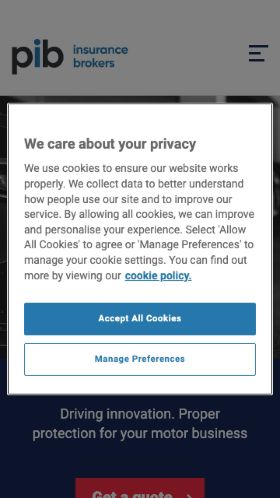 pib insurance
brokers
We care about your privacy
We use cookies to ensure our website works
properly. We collect data to better understand
how people use our site and to improve our
service. By allowing all cookies, we can improve
and personalise your experience. Select 'Allow
All Cookies' to agree or 'Manage Preferences' to
manage your cookie settings. You can find out
more by viewing our cookie policy.
Accept All Cookies
Manage Preferences
Driving innovation. Proper
protection for your motor business
Get a quote